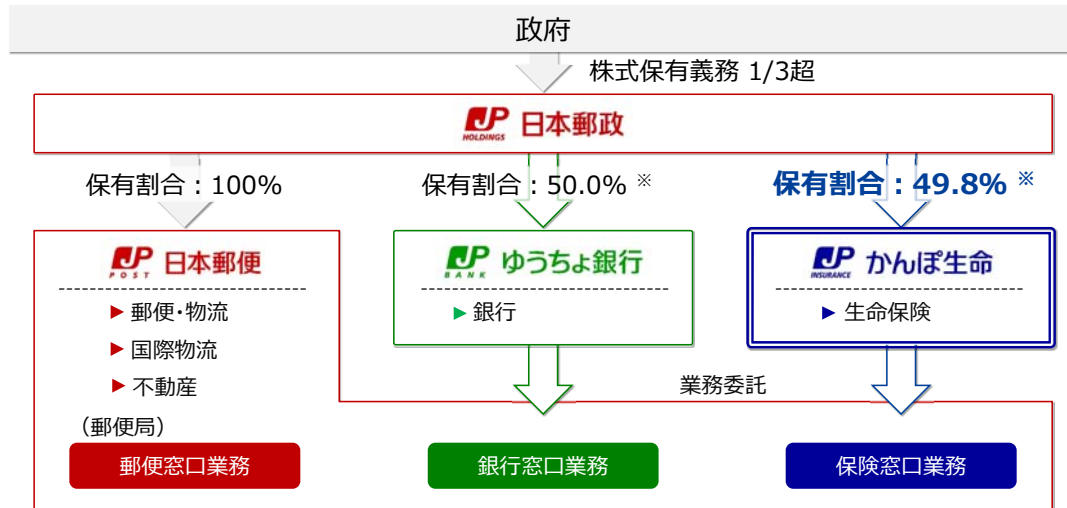 政府
株式保有義務 1/3超
JP HOLDINGS 日本郵政
保有割合：100%
保有割合：50.0% ※
保有割合：49.8% ※
JP POST 日本郵便
JP BANK ゆうちょ銀行
JP INSURANCE かんぽ生命
▶ 郵便・物流
▶ 銀行
▶ 生命保険
▶ 国際物流
▶ 不動産
業務委託
（郵便局）
郵便窓口業務
銀行窓口業務
保険窓口業務